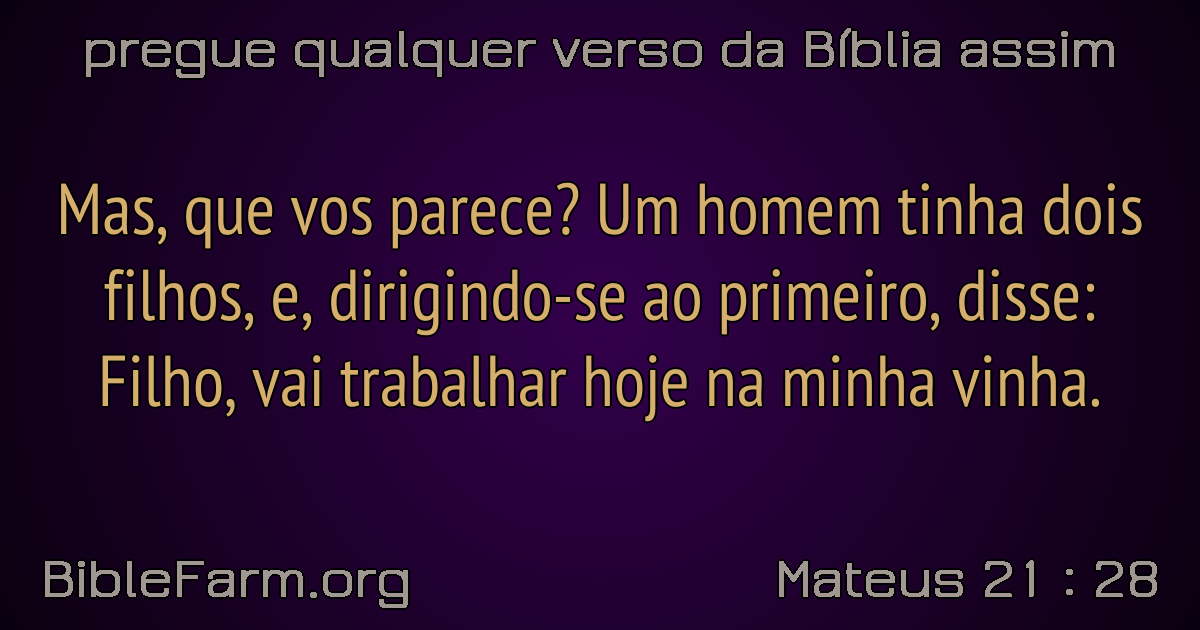 pregue qualquer verso da Bíblia assim
Mas, que vos parece? Um homem tinha dois
filhos, e, dirigindo-se ao primeiro, disse:
Filho, vai trabalhar hoje na minha vinha.
BibleFarm.org
Mateus 21 : 28